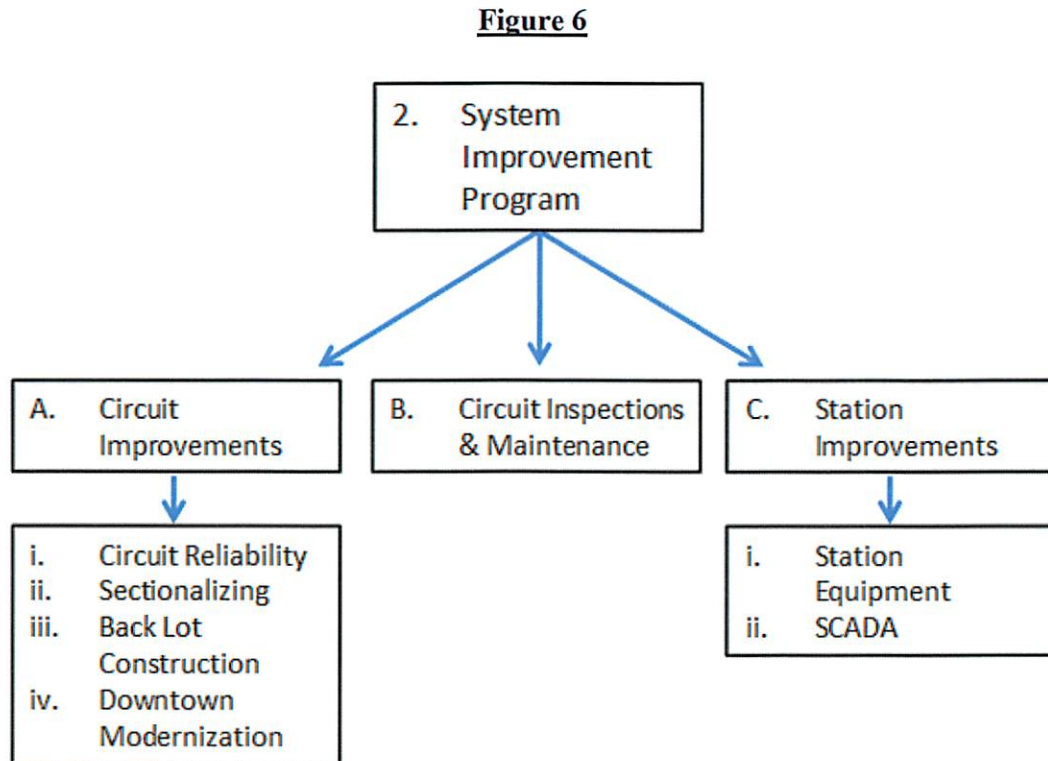 Figure 6
2. System
Improvement
Program
A. Circuit
Improvements
B. Circuit Inspections
& Maintenance
C. Station
Improvements
i. Circuit Reliability
ii. Sectionalizing
iii. Back Lot
Construction
iv. Downtown
Modernization
i. Station
Equipment
ii. SCADA